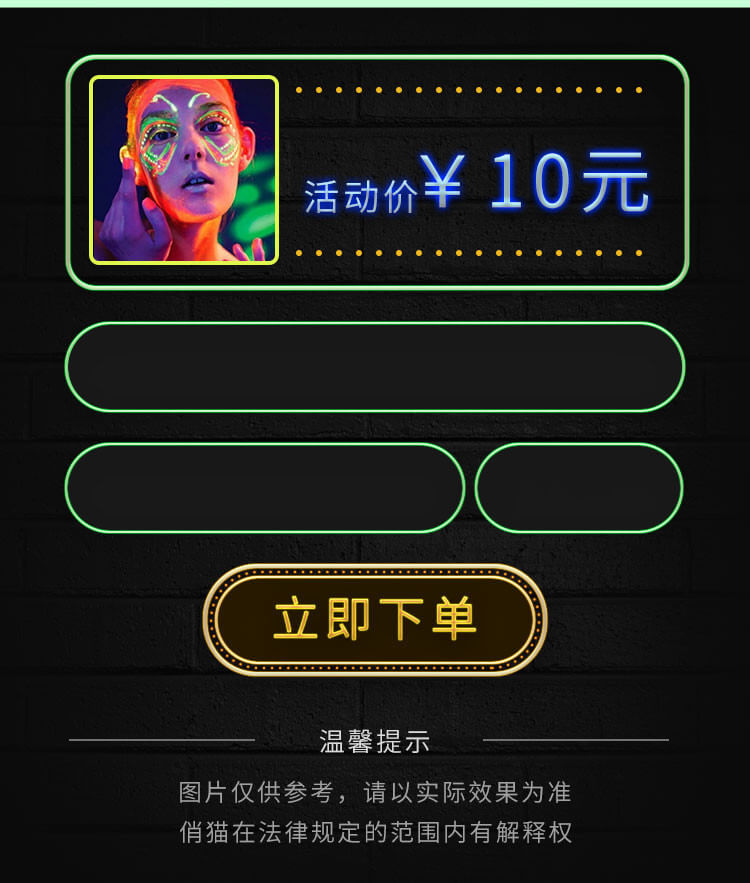 活动价¥ 10元
立即下单
温馨提示
图片仅供参考，请以实际效果为准
俏猫在法律规定的范围内有解释权